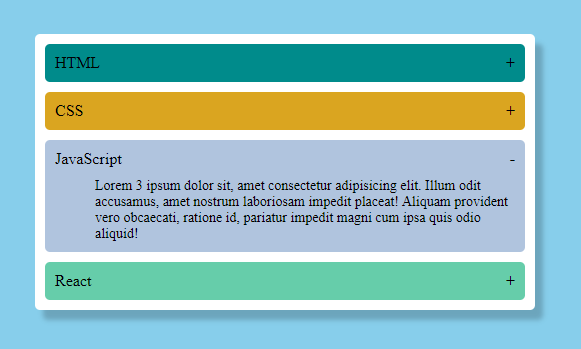 HTML +
CSS +
JavaScript -
Lorem 3 ipsum dolor sit, amet consectetur adipisicing elit. Illum odit
accusamus, amet nostrum laboriosam impedit placeat! Aliquam provident
vero obcaecati, ratione id, pariatur impedit magni cum ipsa quis odio
aliquid!
React +